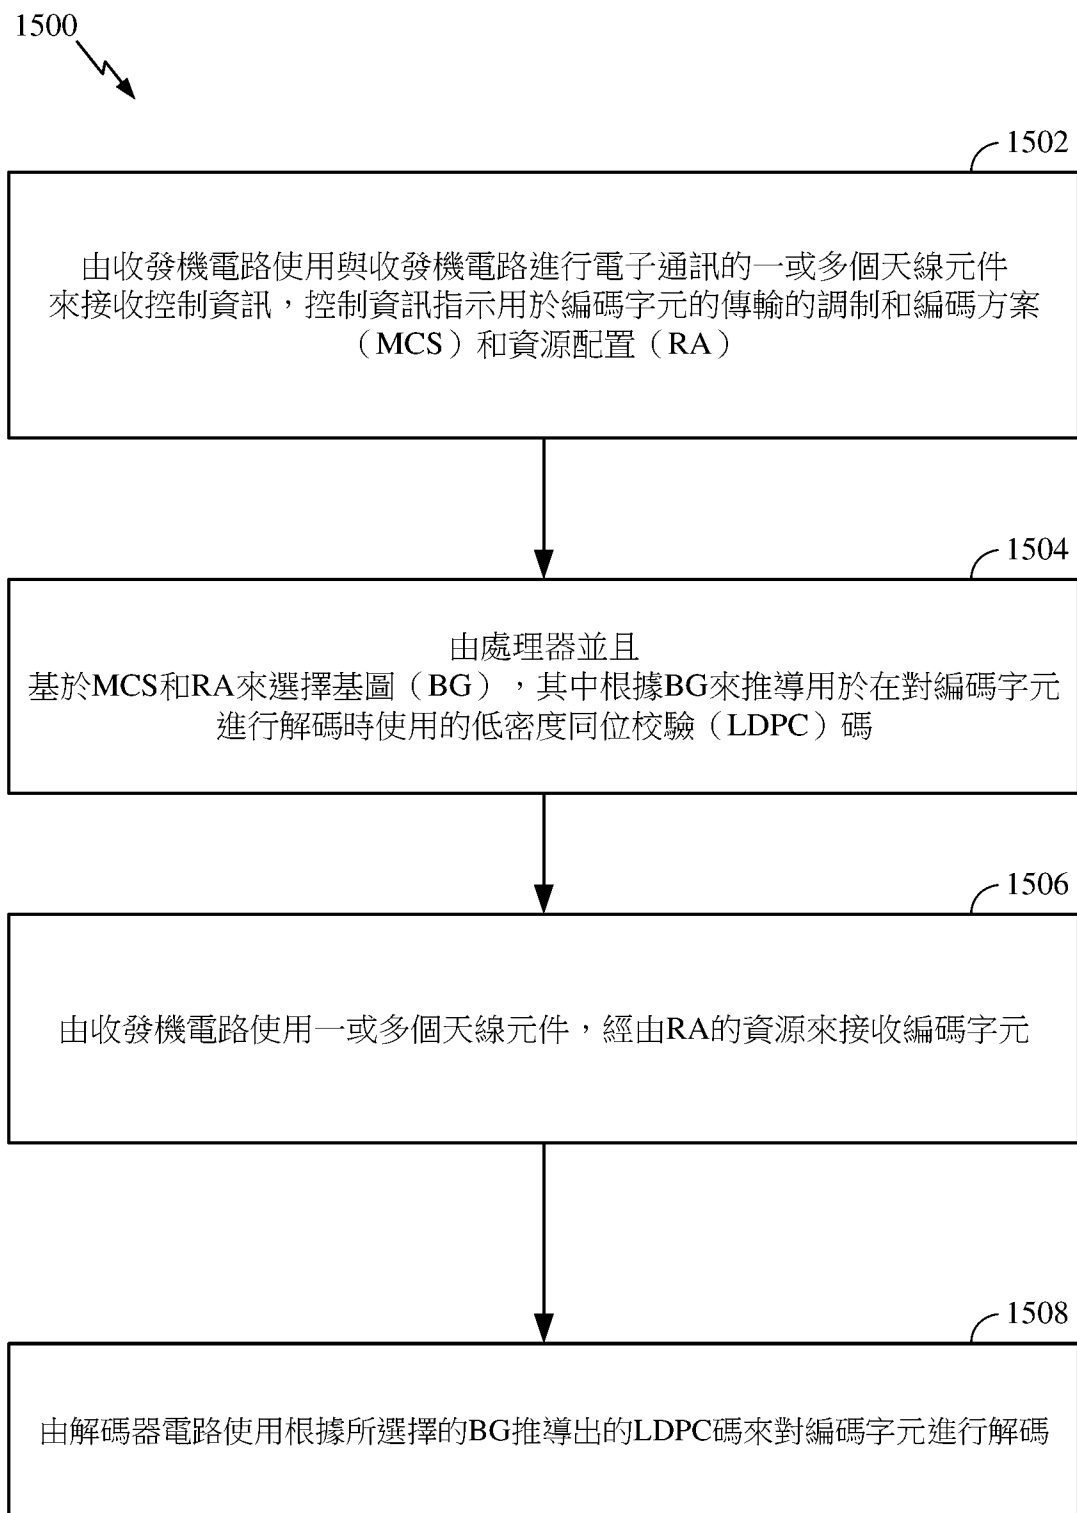 1500
1502
由收發機電路使用與收發機電路進行電子通訊的一或多個天線元件
來接收控制資訊，控制資訊指示用於編碼字元的傳輸的調制和編碼方案
（MCS）和資源配置（RA）
1504
由處理器並且
基於MCS和RA來選擇基圖（BG），其中根據BG來推導用於在對編碼字元
進行解碼時使用的低密度同位校驗（LDPC）碼
1506
由收發機電路使用一或多個天線元件，經由RA的資源來接收編碼字元
1508
由解碼器電路使用根據所選擇的BG推導出的LDPC碼來對編碼字元進行解碼